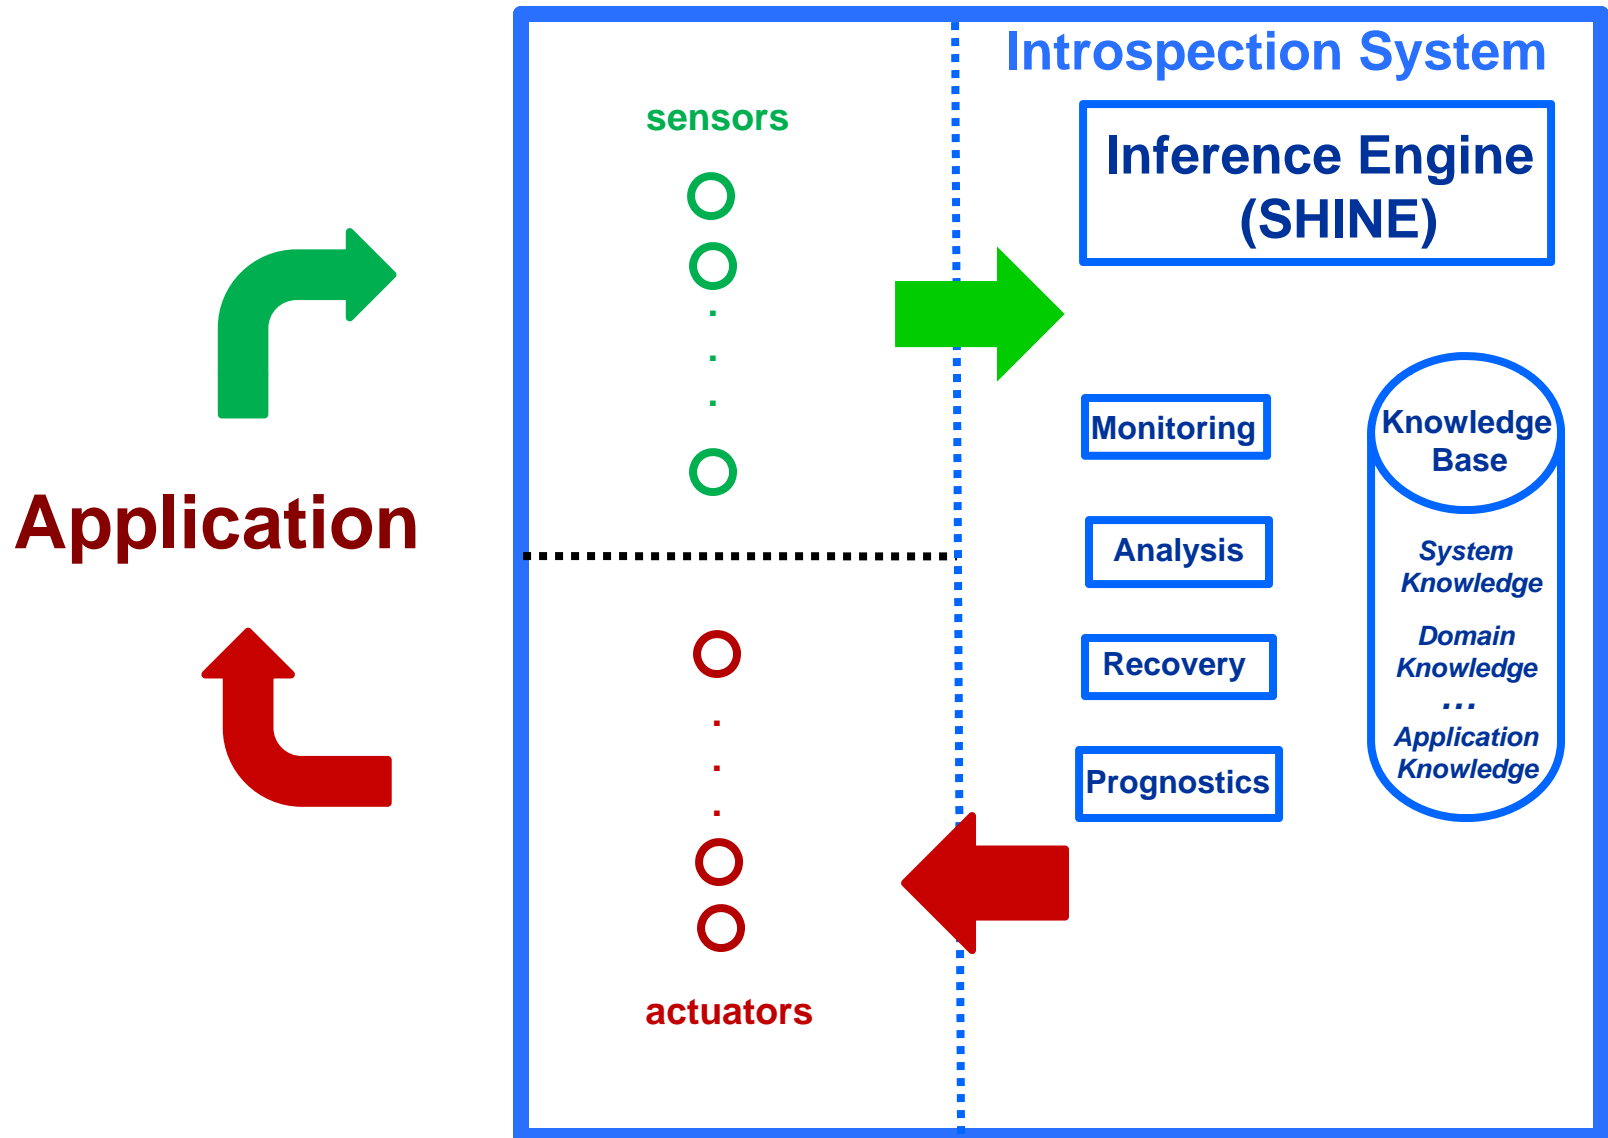 Introspection System
sensors
Inference Engine
(SHINE)
Application
Monitoring
Analysis
Recovery
Prognostics
Knowledge
Base
System
Knowledge
Domain
Knowledge
...
Application
Knowledge
actuators